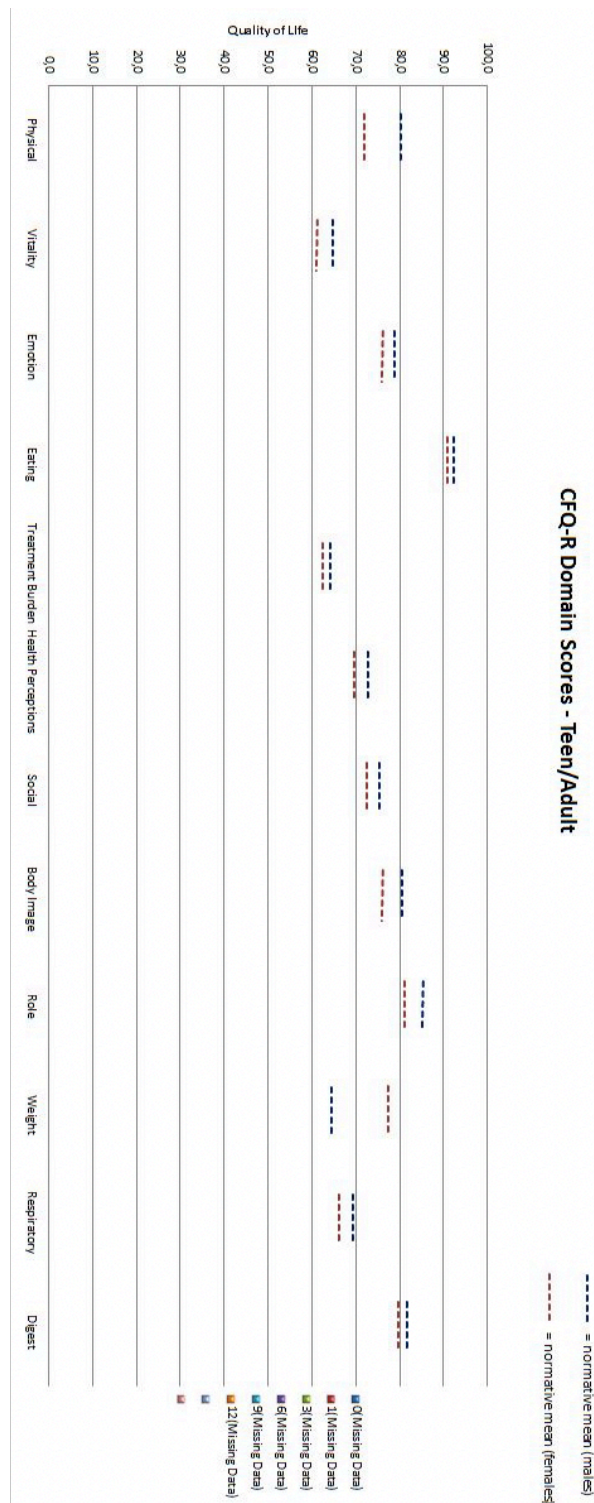 CFQ-R Domain Scores - Teen/Adult
= normative mean (males)
= normative mean (females)
Quality of LIfe
100,0
90,0
80,0
70,0
60,0
50,0
40,0
30,0
20,0
10,0
0,0
Physical
Vitality
Emotion
Eating
Treatment Burden
Health Perceptions
Social
Body Image
Role
Weight
Respiratory
Digest
0(Missing Data)
1(Missing Data)
3(Missing Data)
6(Missing Data)
9(Missing Data)
12(Missing Data)